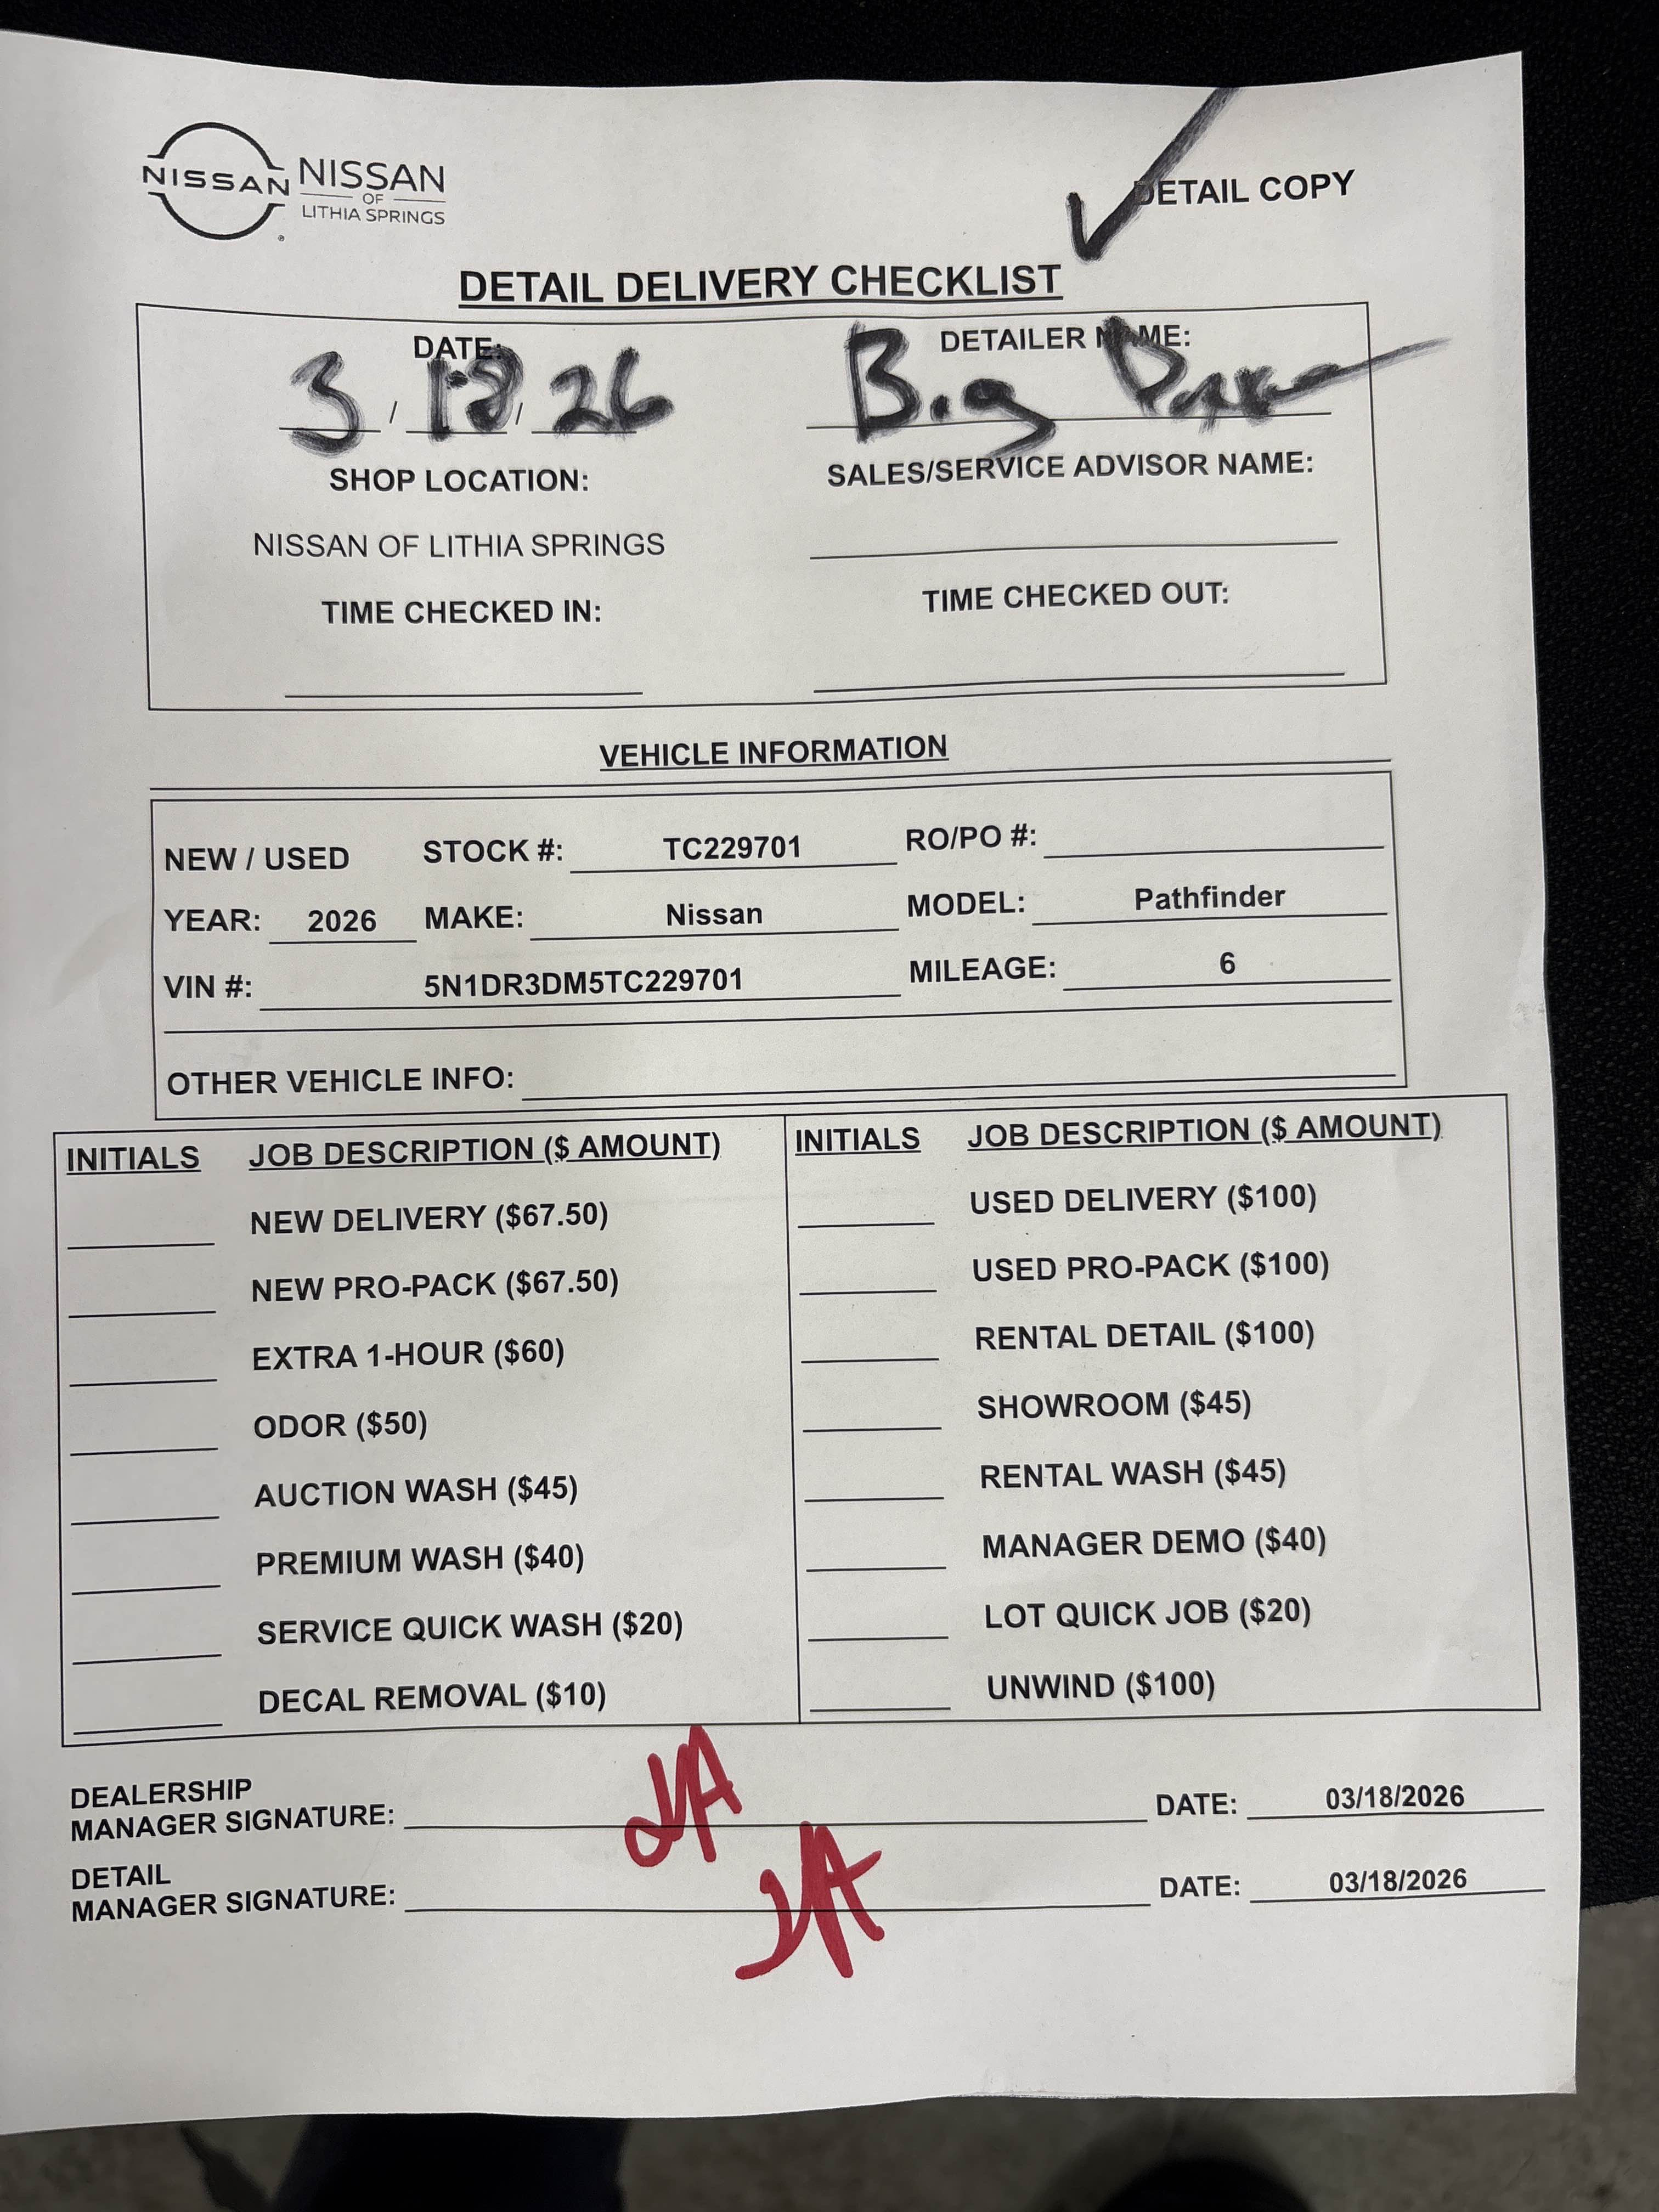 NISSAN
NISSAN
OF
LITHIA SPRINGS
DETAIL COPY
DETAIL DELIVERY CHECKLIST
DATE: DETAILER NAME:
3 / 18 / 26 Big
SHOP LOCATION: SALES/SERVICE ADVISOR NAME:
NISSAN OF LITHIA SPRINGS
TIME CHECKED IN: TIME CHECKED OUT:
VEHICLE INFORMATION
NEW / USED STOCK #: TC229701 RO/PO #:
YEAR: 2026 MAKE: Nissan MODEL: Pathfinder
VIN #: 5N1DR3DM5TC229701 MILEAGE: 6
OTHER VEHICLE INFO:
INITIALS JOB DESCRIPTION ($ AMOUNT) INITIALS JOB DESCRIPTION ($ AMOUNT)
NEW DELIVERY ($67.50) USED DELIVERY ($100)
NEW PRO-PACK ($67.50) USED PRO-PACK ($100)
EXTRA 1-HOUR ($60) RENTAL DETAIL ($100)
ODOR ($50) SHOWROOM ($45)
AUCTION WASH ($45) RENTAL WASH ($45)
PREMIUM WASH ($40) MANAGER DEMO ($40)
SERVICE QUICK WASH ($20) LOT QUICK JOB ($20)
DECAL REMOVAL ($10) UNWIND ($100)
DEALERSHIP
MANAGER SIGNATURE: DATE: 03/18/2026
DETAIL
MANAGER SIGNATURE: DATE: 03/18/2026